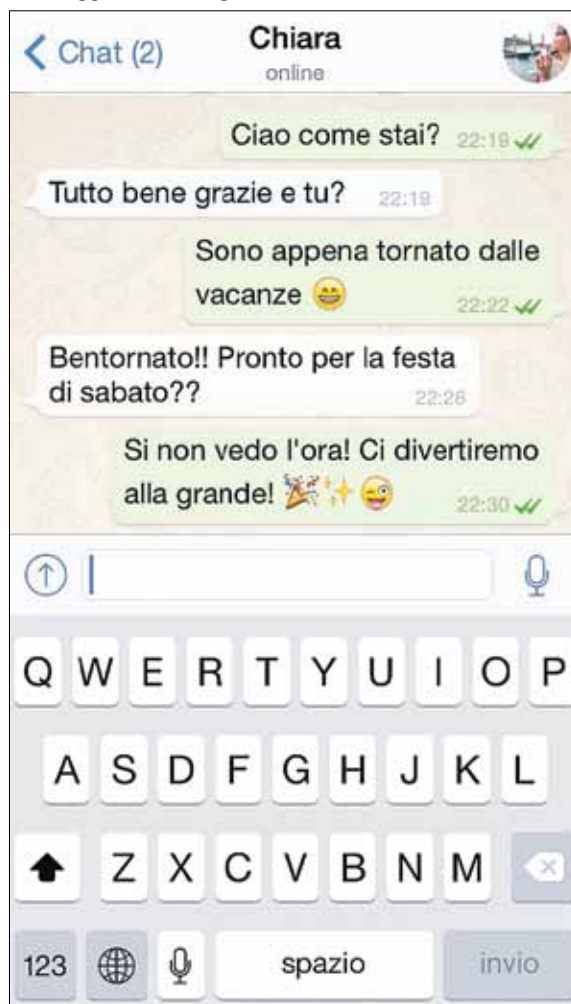 Chat (2)
Chiara
online
Ciao come stai? 22:19
Tutto bene grazie e tu? 22:19
Sono appena tornato dalle
vacanze 😄 22:22
Bentornato!! Pronto per la festa
di sabato?? 22:26
Si non vedo l'ora! Ci divertiremo
alla grande! 🎉✨😜 22:30
Q W E R T Y U I O P
A S D F G H J K L
Z X C V B N M
123 spazio invio